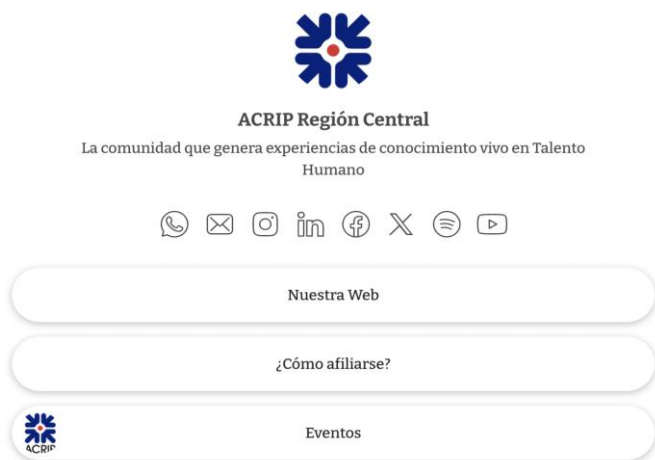 ACRIP Región Central
La comunidad que genera experiencias de conocimiento vivo en Talento
Humano
Nuestra Web
¿Cómo afiliarse?
Eventos
ACRIP